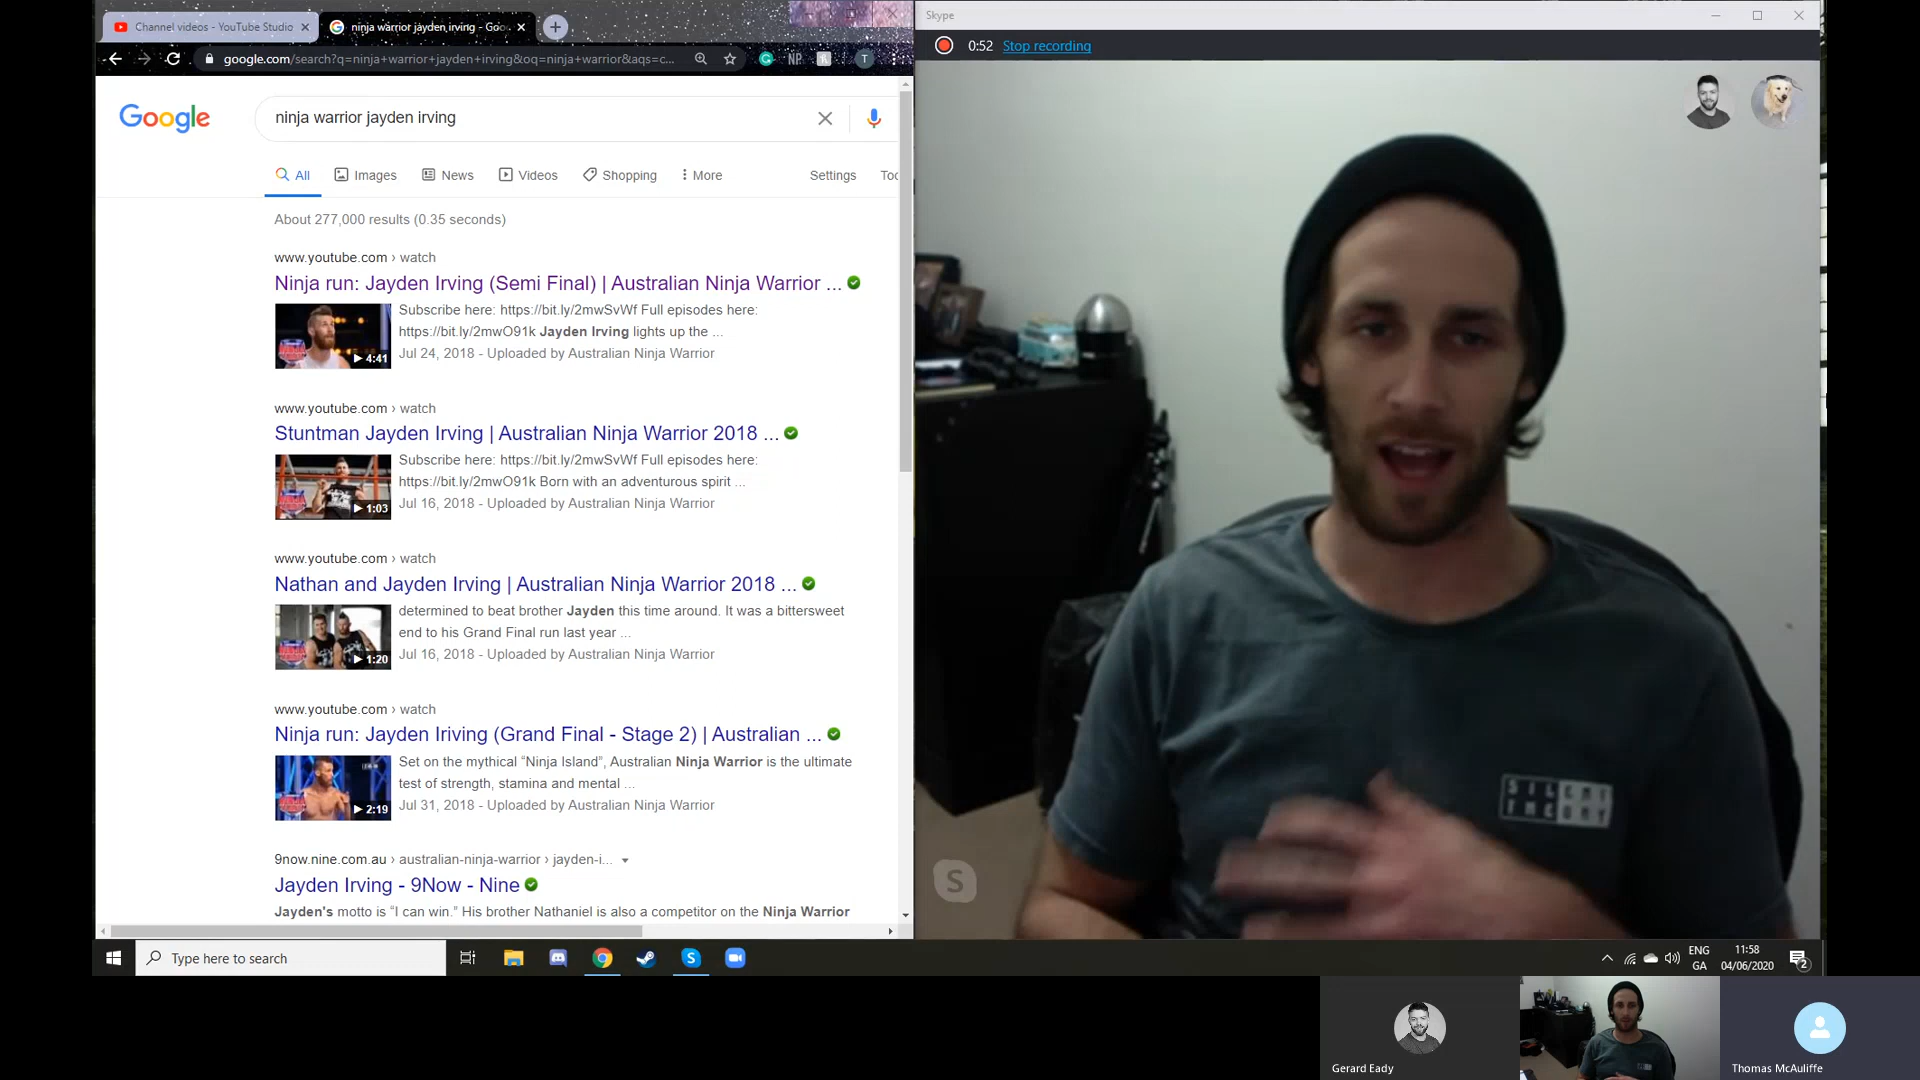 Channel videos - YouTube Studio
ninja warrior jayden irving - Goo
google.com/search?q=ninja+warrior+jayden+irving&oq=ninja+warrior&aqs=c...
NP
T
Google
ninja warrior jayden irving
All
Images
News
Videos
Shopping
More
Settings
Too
About 277,000 results (0.35 seconds)
www.youtube.com › watch
Ninja run: Jayden Irving (Semi Final) | Australian Ninja Warrior ...
4:41
Subscribe here: https://bit.ly/2mwSvWf Full episodes here:
https://bit.ly/2mwO91k Jayden Irving lights up the ...
Jul 24, 2018 - Uploaded by Australian Ninja Warrior
www.youtube.com › watch
Stuntman Jayden Irving | Australian Ninja Warrior 2018 ...
1:03
Subscribe here: https://bit.ly/2mwSvWf Full episodes here:
https://bit.ly/2mwO91k Born with an adventurous spirit ...
Jul 16, 2018 - Uploaded by Australian Ninja Warrior
www.youtube.com › watch
Nathan and Jayden Irving | Australian Ninja Warrior 2018 ...
1:20
determined to beat brother Jayden this time around. It was a bittersweet
end to his Grand Final run last year ...
Jul 16, 2018 - Uploaded by Australian Ninja Warrior
www.youtube.com › watch
Ninja run: Jayden Iriving (Grand Final - Stage 2) | Australian ...
2:19
Set on the mythical “Ninja Island”, Australian Ninja Warrior is the ultimate
test of strength, stamina and mental ...
Jul 31, 2018 - Uploaded by Australian Ninja Warrior
9now.nine.com.au › australian-ninja-warrior › jayden-i...
Jayden Irving - 9Now - Nine
Jayden's motto is “I can win.” His brother Nathaniel is also a competitor on the Ninja Warrior
Skype
0:52 Stop recording
SILENT
THEORY
S
Type here to search
ENG
GA
11:58
04/06/2020
2
Gerard Eady
Thomas McAuliffe